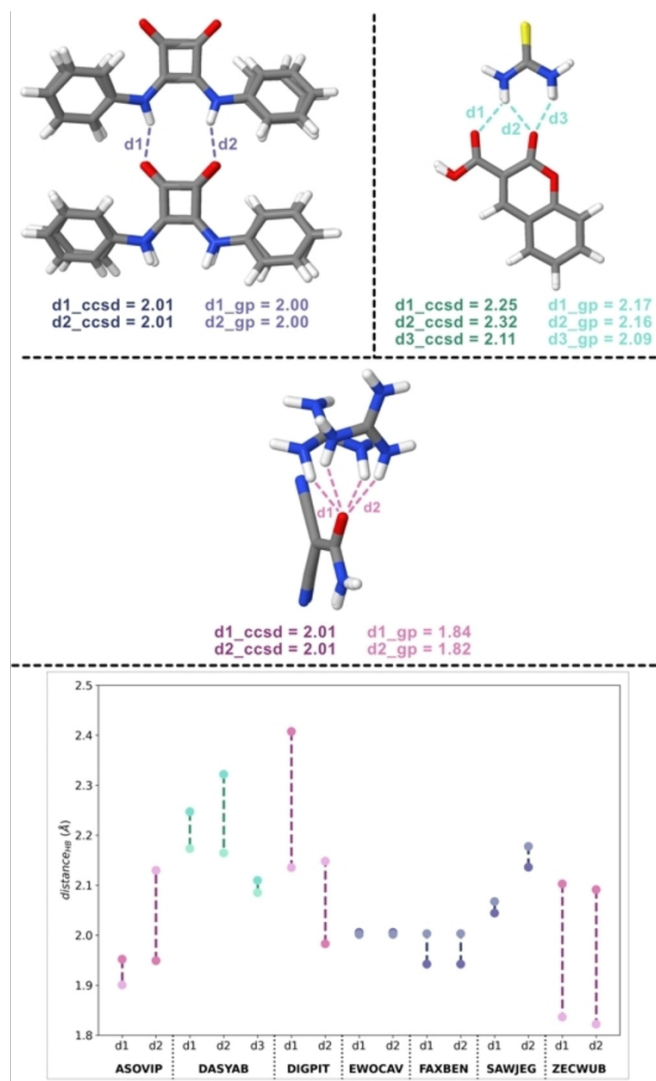 d1
d2
d1_ccsd = 2.01 d1_gp = 2.00
d2_ccsd = 2.01 d2_gp = 2.00
d1
d2
d3
d1_ccsd = 2.25 d1_gp = 2.17
d2_ccsd = 2.32 d2_gp = 2.16
d3_ccsd = 2.11 d3_gp = 2.09
d1
d2
d1_ccsd = 2.01 d1_gp = 1.84
d2_ccsd = 2.01 d2_gp = 1.82
2.5
2.4
2.3
2.2
2.1
2.0
1.9
1.8
distanceHB (Å)
d1 d2 d1 d2 d3 d1 d2 d1 d2 d1 d2 d1 d2 d1 d2
ASOVIP DASYAB DIGPIT EWOCAV FAXBEN SAWJEG ZECWUB